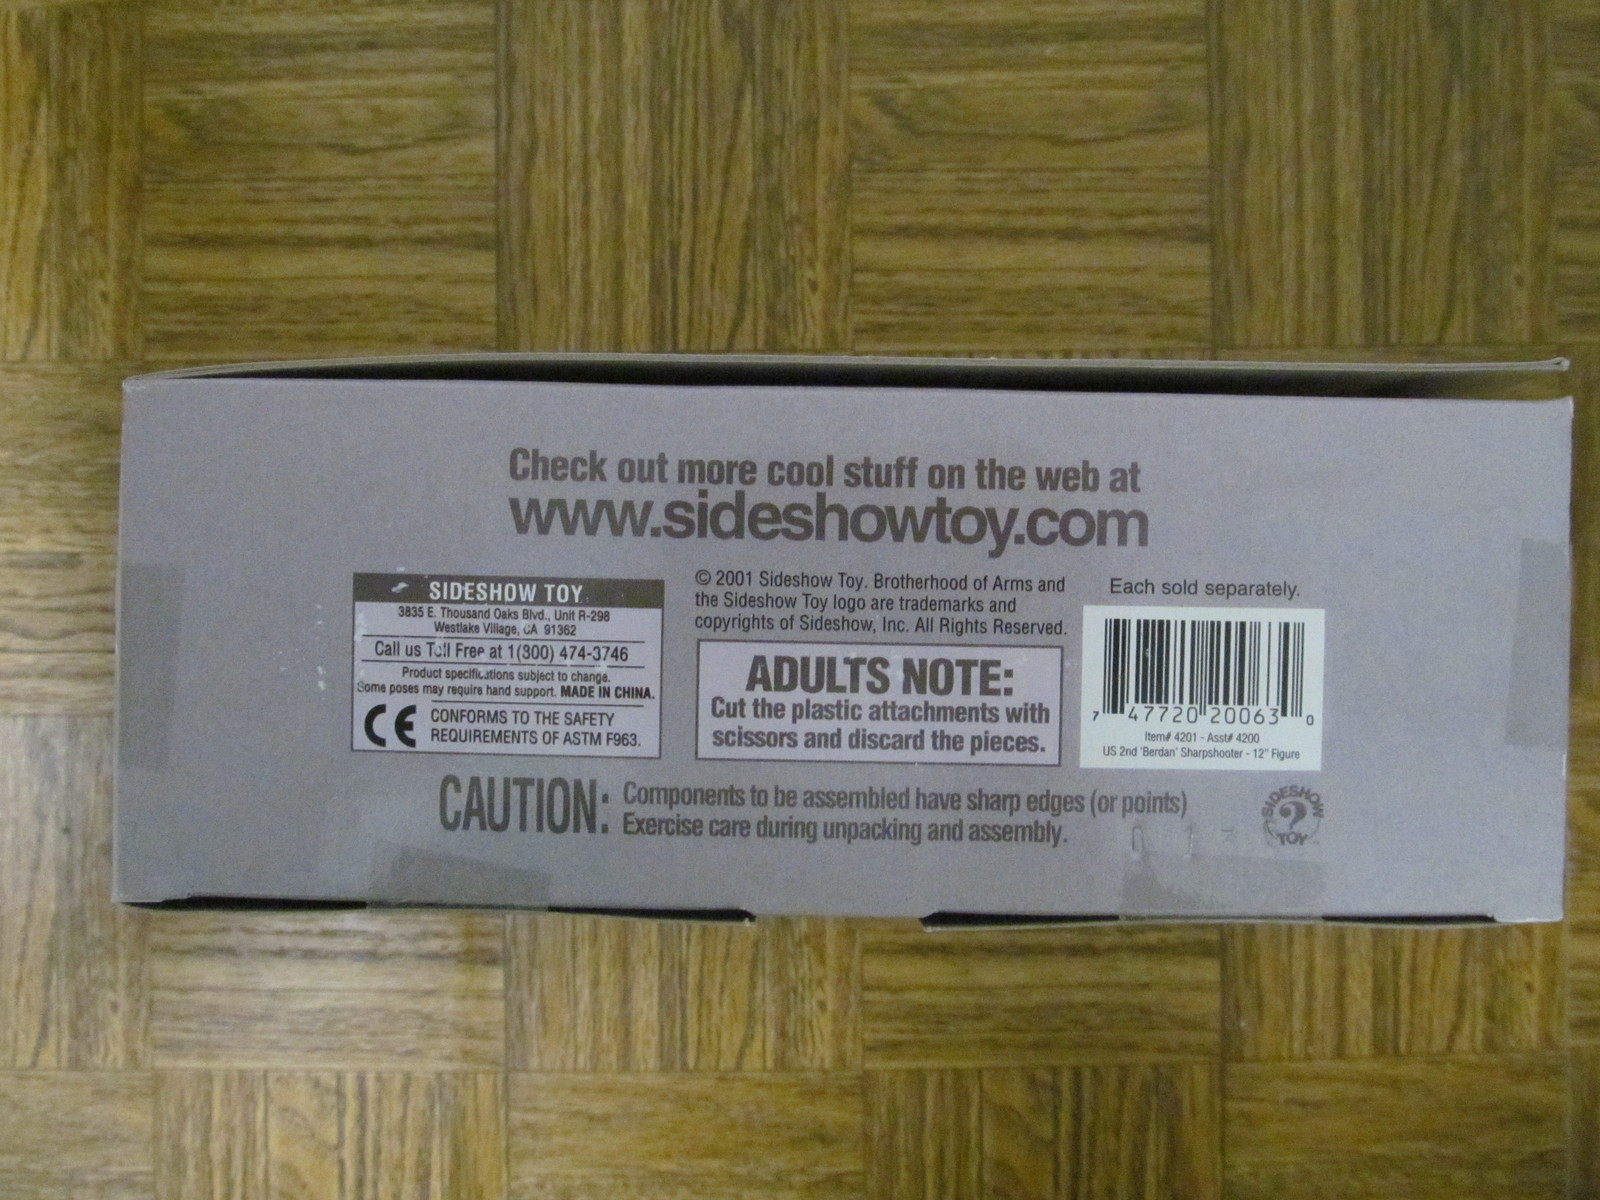 Check out more cool stuff on the web at
www.sideshowtoy.com
SIDESHOW TOY
3835 E. Thousand Oaks Blvd., Unit R-298
Westlake Village, CA 91362
Call us Toll Free at 1(800) 474-3746
Product specifications subject to change.
Some poses may require hand support. MADE IN CHINA.
CE CONFORMS TO THE SAFETY
REQUIREMENTS OF ASTM F963.
© 2001 Sideshow Toy. Brotherhood of Arms and
the Sideshow Toy logo are trademarks and
copyrights of Sideshow, Inc. All Rights Reserved.
ADULTS NOTE:
Cut the plastic attachments with
scissors and discard the pieces.
Each sold separately.
7 47720 20063 0
Item# 4201 - Asst# 4200
US 2nd 'Berdan' Sharpshooter - 12" Figure
CAUTION: Components to be assembled have sharp edges (or points)
Exercise care during unpacking and assembly.
SIDESHOW
?
TOY